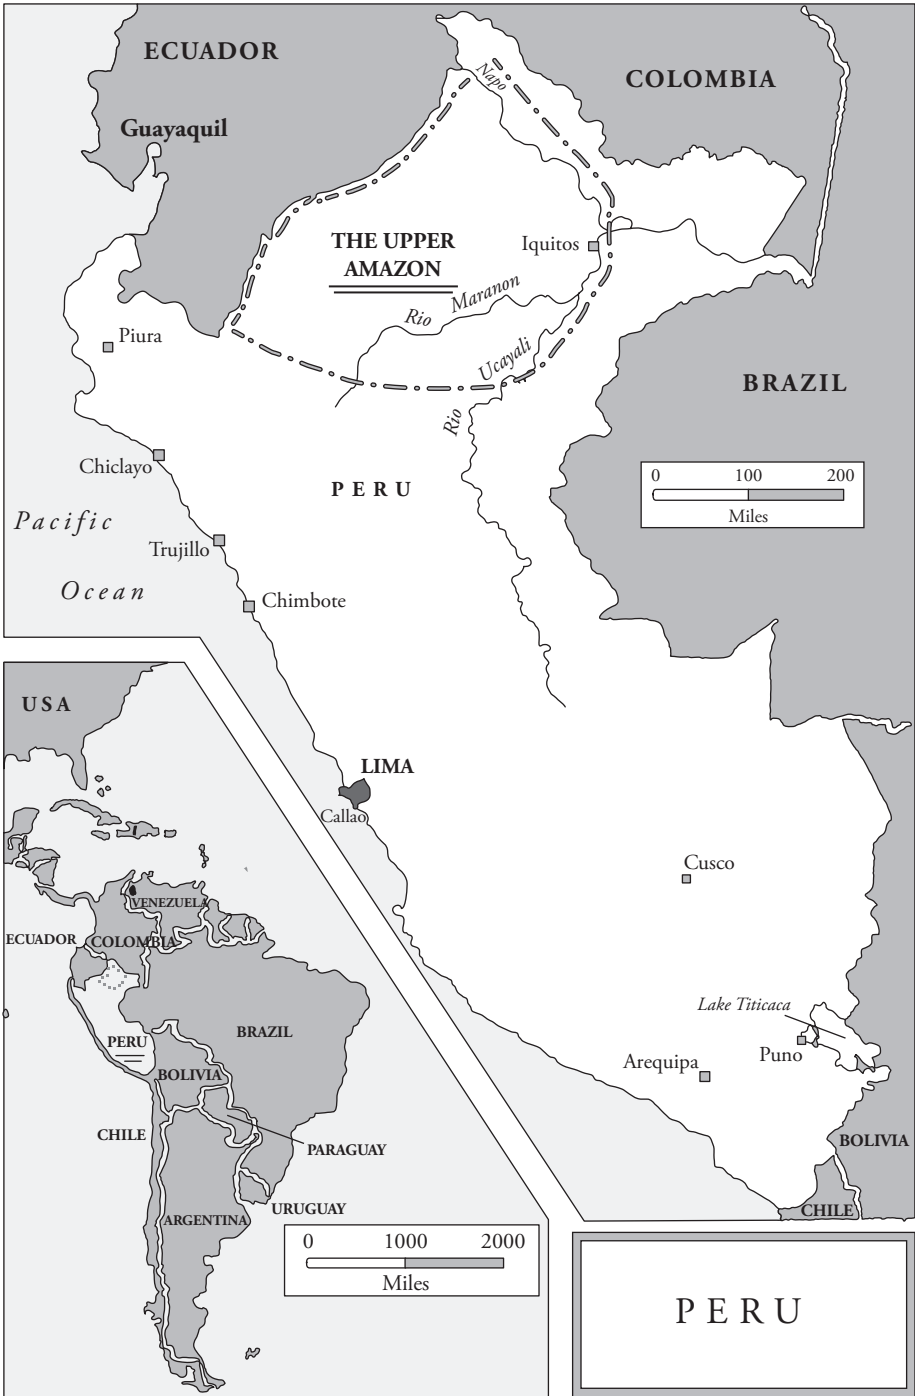 ECUADOR
COLOMBIA
Guayaquil
Napo
THE UPPER
AMAZON
Iquitos
Rio Maranon
Piura
Rio Ucayali
BRAZIL
Chiclayo
PERU
0 100 200
Miles
Pacific
Ocean
Trujillo
Chimbote
USA
LIMA
Callao
Cusco
VENEZUELA
ECUADOR
COLOMBIA
Lake Titicaca
BRAZIL
PERU
Puno
Arequipa
BOLIVIA
CHILE
PARAGUAY
BOLIVIA
URUGUAY
CHILE
ARGENTINA
0 1000 2000
Miles
PERU